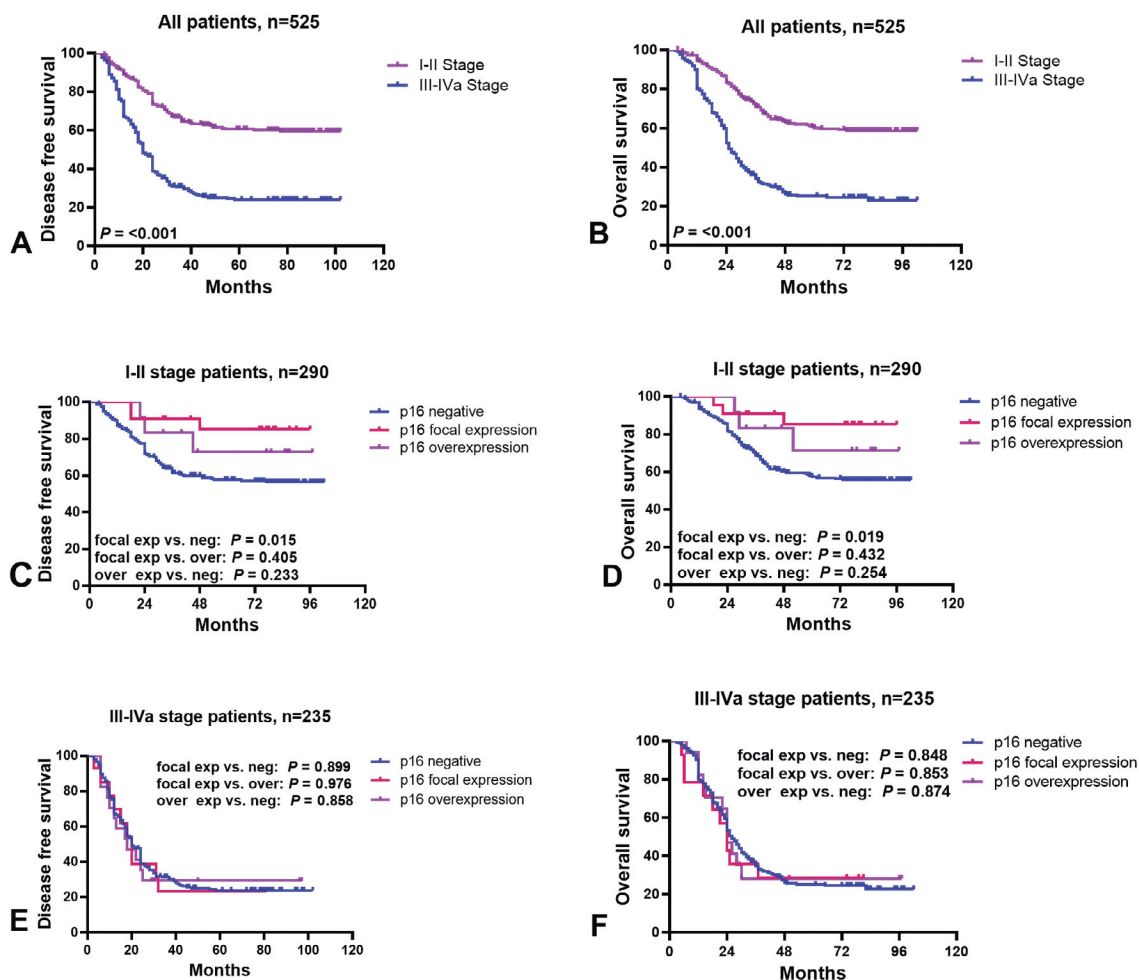 All patients, n=525
Disease free survival
100
80
60
40
20
0
0 20 40 60 80 100 120
Months
I-II Stage
III-IVa Stage
P = <0.001
A
All patients, n=525
Overall survival
100
80
60
40
20
0
0 24 48 72 96 120
Months
I-II Stage
III-IVa Stage
P = <0.001
B
I-II stage patients, n=290
Disease free survival
100
80
60
40
20
0
0 24 48 72 96 120
Months
p16 negative
p16 focal expression
p16 overexpression
focal exp vs. neg: P = 0.015
focal exp vs. over: P = 0.405
over exp vs. neg: P = 0.233
C
I-II stage patients, n=290
Overall survival
100
80
60
40
20
0
0 24 48 72 96 120
Months
p16 negative
p16 focal expression
p16 overexpression
focal exp vs. neg: P = 0.019
focal exp vs. over: P = 0.432
over exp vs. neg: P = 0.254
D
III-IVa stage patients, n=235
Disease free survival
100
80
60
40
20
0
0 20 40 60 80 100 120
Months
focal exp vs. neg: P = 0.899
focal exp vs. over: P = 0.976
over exp vs. neg: P = 0.858
p16 negative
p16 focal expression
p16 overexpression
E
III-IVa stage patients, n=235
Overall survival
100
80
60
40
20
0
0 24 48 72 96 120
Months
focal exp vs. neg: P = 0.848
focal exp vs. over: P = 0.853
over exp vs. neg: P = 0.874
p16 negative
p16 focal expression
p16 overexpression
F